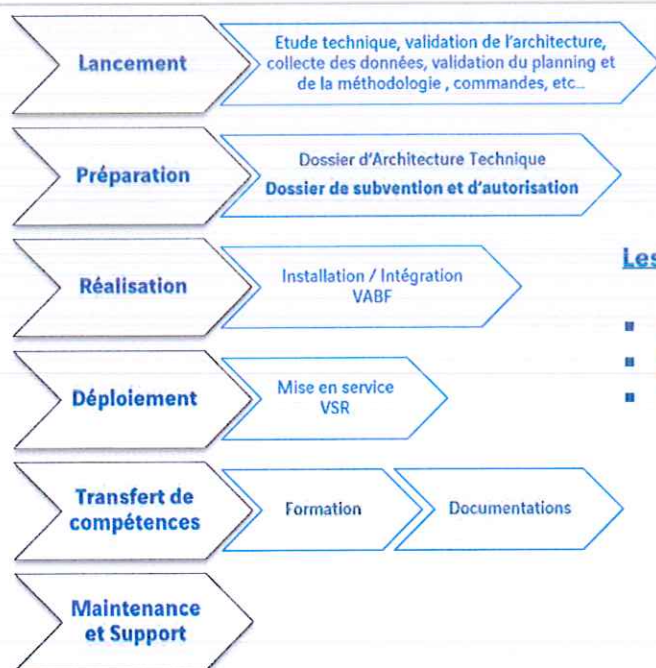 Lancement
Etude technique, validation de l'architecture,
collecte des données, validation du planning et
de la méthodologie , commandes, etc...
Préparation
Dossier d'Architecture Technique
Dossier de subvention et d'autorisation
Les
Réalisation
Installation / Intégration
VABF
Déploiement
Mise en service
VSR
Transfert de
compétences
Formation
Documentations
Maintenance
et Support